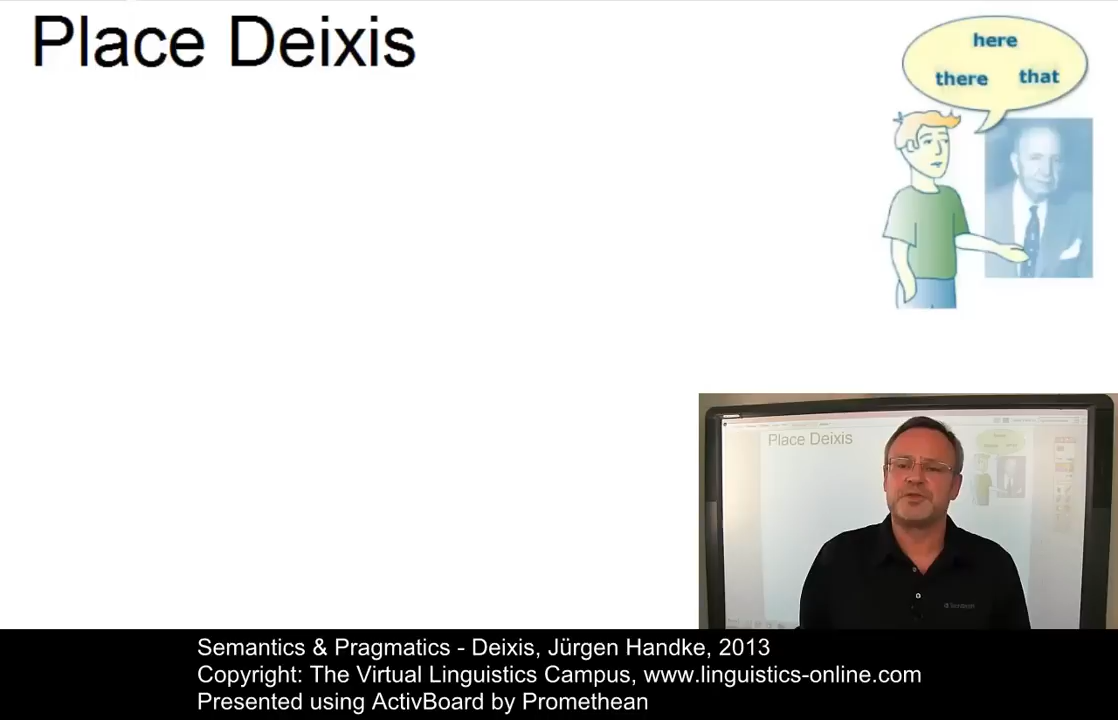 Place Deixis
here
there that
Place Deixis
Semantics & Pragmatics - Deixis, Jürgen Handke, 2013
Copyright: The Virtual Linguistics Campus, www.linguistics-online.com
Presented using ActivBoard by Promethean